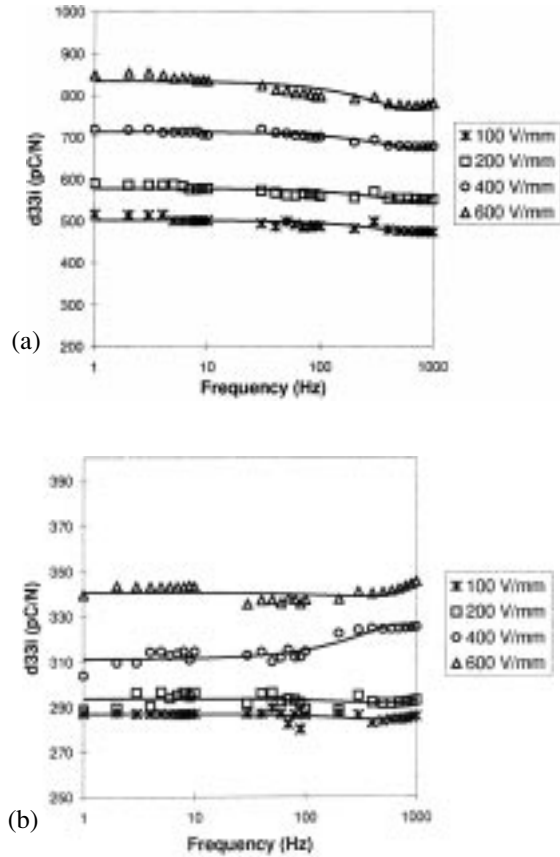 1000
900
800
700
600
500
400
300
200
d33i (pC/N)
1 10 100 1000
Frequency (Hz)
100 V/mm
200 V/mm
400 V/mm
600 V/mm
(a)
390
370
350
330
310
290
270
250
d33i (pC/N)
1 10 100 1000
Frequency (Hz)
100 V/mm
200 V/mm
400 V/mm
600 V/mm
(b)